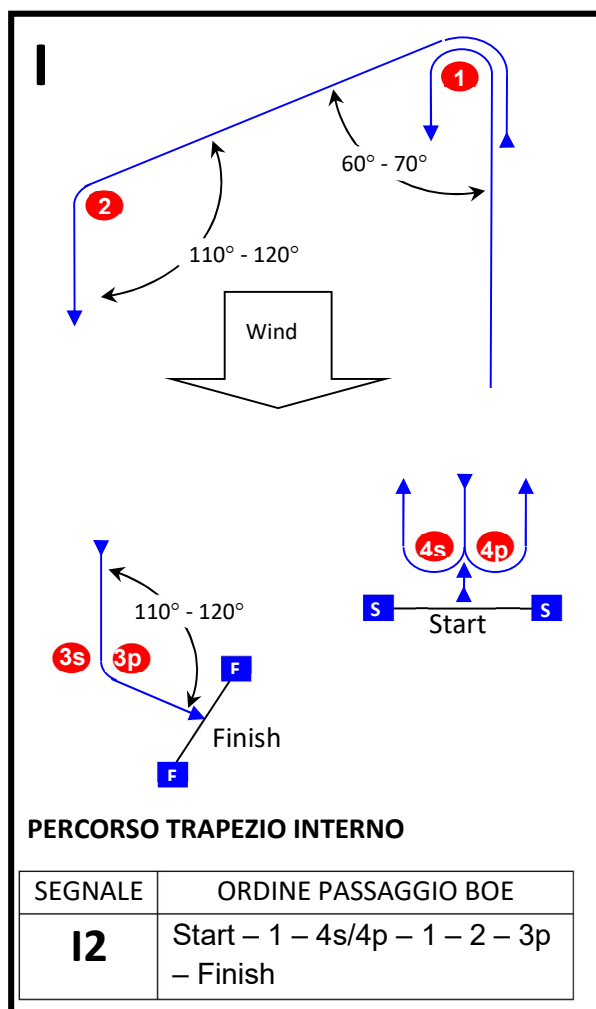 I
1
60° - 70°
2
110° - 120°
Wind
4s 4p
S S
Start
110° - 120°
3s 3p
F
Finish
F
PERCORSO TRAPEZIO INTERNO
SEGNALE ORDINE PASSAGGIO BOE
I2 Start – 1 – 4s/4p – 1 – 2 – 3p
– Finish